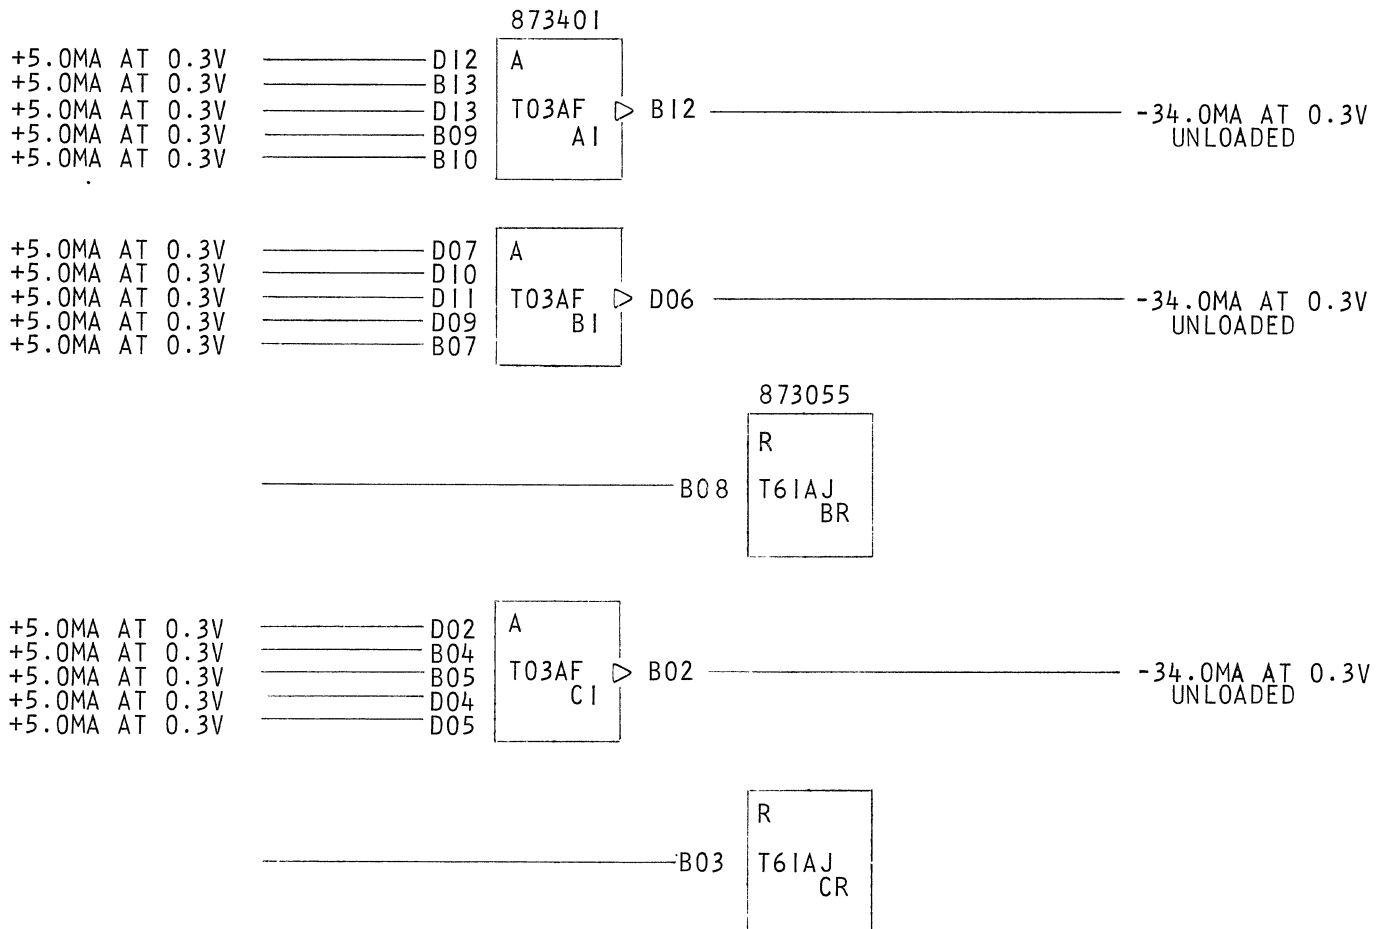 873401
+5.0MA AT 0.3V D12 A
+5.0MA AT 0.3V B13
+5.0MA AT 0.3V D13 T03AF B12 -34.0MA AT 0.3V
+5.0MA AT 0.3V B09 A1 UNLOADED
+5.0MA AT 0.3V B10
+5.0MA AT 0.3V D07 A
+5.0MA AT 0.3V D10
+5.0MA AT 0.3V D11 T03AF D06 -34.0MA AT 0.3V
+5.0MA AT 0.3V D09 B1 UNLOADED
+5.0MA AT 0.3V B07
873055
R
B08 T61AJ
BR
+5.0MA AT 0.3V D02 A
+5.0MA AT 0.3V B04
+5.0MA AT 0.3V B05 T03AF B02 -34.0MA AT 0.3V
+5.0MA AT 0.3V D04 C1 UNLOADED
+5.0MA AT 0.3V D05
R
B03 T61AJ
CR